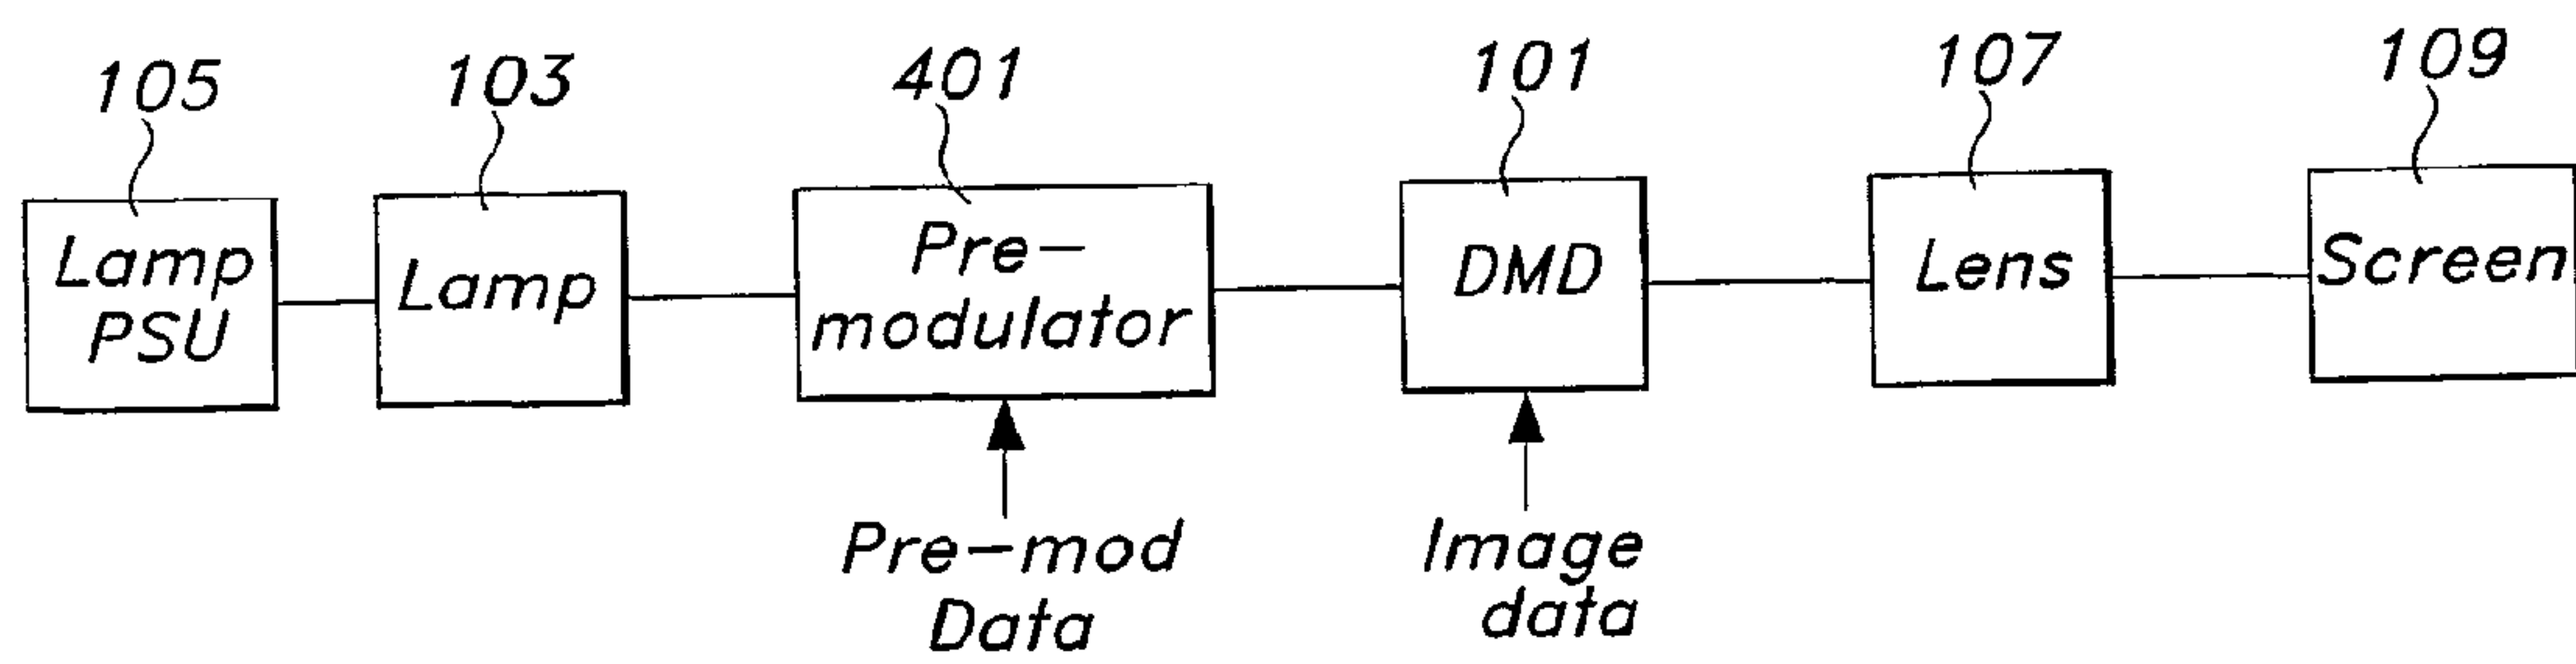 105
103
401
101
107
109
Lamp
PSU
Lamp
Pre-
modulator
DMD
Lens
Screen
Pre-mod
Data
Image
data